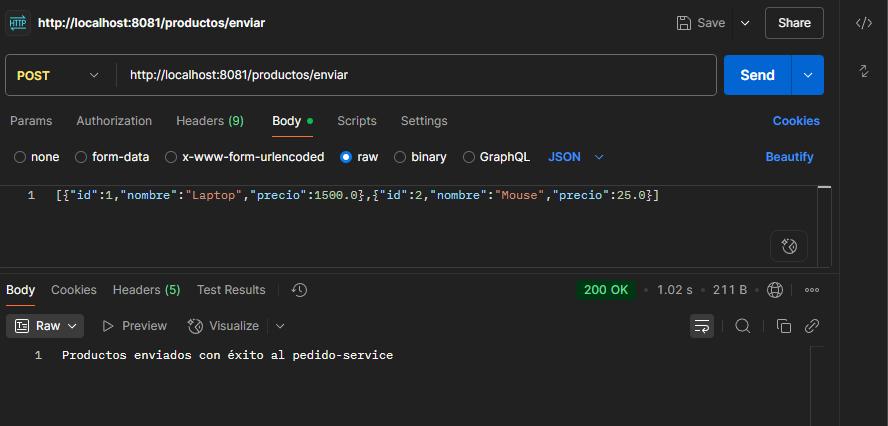 HTTP http://localhost:8081/productos/enviar Save Share
POST http://localhost:8081/productos/enviar Send
Params Authorization Headers (9) Body Scripts Settings Cookies
none form-data x-www-form-urlencoded raw binary GraphQL JSON Beautify
1 [{"id":1,"nombre":"Laptop","precio":1500.0},{"id":2,"nombre":"Mouse","precio":25.0}]
Body Cookies Headers (5) Test Results 200 OK • 1.02 s • 211 B
Raw Preview Visualize
1 Productos enviados con éxito al pedido-service